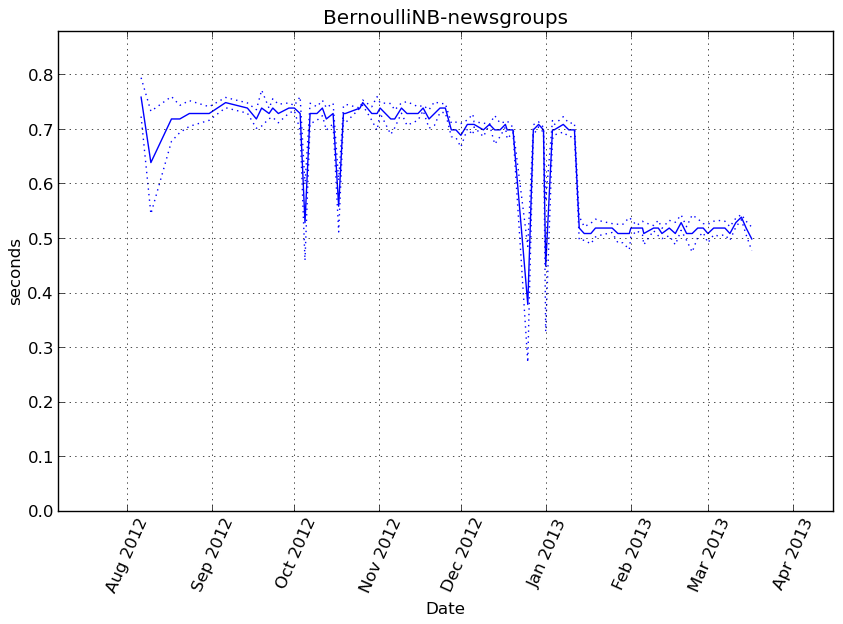 BernoulliNB-newsgroups
0.8
0.7
0.6
0.5
0.4
0.3
0.2
0.1
0.0
seconds
Aug 2012
Sep 2012
Oct 2012
Nov 2012
Dec 2012
Jan 2013
Feb 2013
Mar 2013
Apr 2013
Date